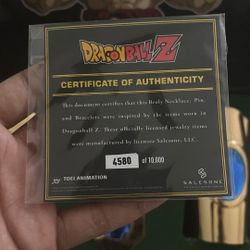 DRAGON BALL Z
CERTIFICATE OF AUTHENTICITY
This document certifies that this Broly Necklace, Pin,
and Bracelets were inspired by the items worn in
Dragonball Z. These officially licensed jewelry items
were manufactured by licensee Salesone, LLC.
4580 of 10,000
TOEI ANIMATION
SALESONE